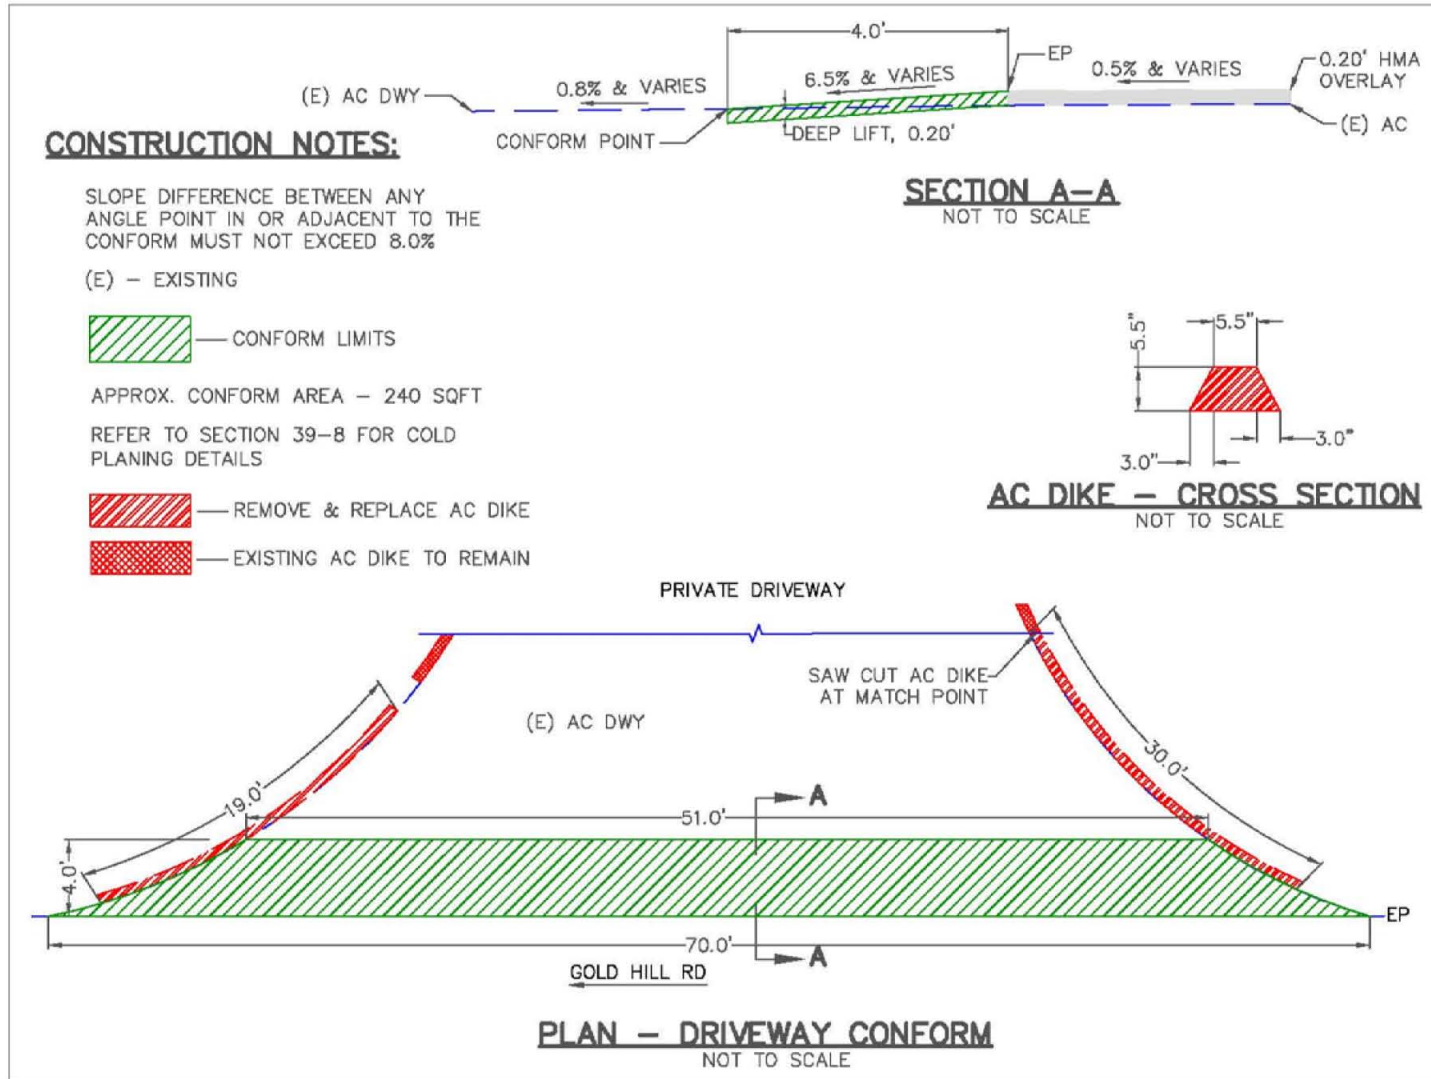 4.0'
EP
0.20' HMA
OVERLAY
0.5% & VARIES
6.5% & VARIES
0.8% & VARIES
(E) AC DWY
(E) AC
DEEP LIFT, 0.20'
CONFORM POINT
SECTION A-A
NOT TO SCALE
CONSTRUCTION NOTES:
SLOPE DIFFERENCE BETWEEN ANY
ANGLE POINT IN OR ADJACENT TO THE
CONFORM MUST NOT EXCEED 8.0%
(E) - EXISTING
CONFORM LIMITS
APPROX. CONFORM AREA - 240 SQFT
REFER TO SECTION 39-8 FOR COLD
PLANING DETAILS
REMOVE & REPLACE AC DIKE
EXISTING AC DIKE TO REMAIN
5.5"
5.5"
3.0"
3.0"
AC DIKE - CROSS SECTION
NOT TO SCALE
PRIVATE DRIVEWAY
SAW CUT AC DIKE
AT MATCH POINT
(E) AC DWY
19.0'
30.0'
A
51.0'
4.0'
EP
70.0'
A
GOLD HILL RD
PLAN - DRIVEWAY CONFORM
NOT TO SCALE